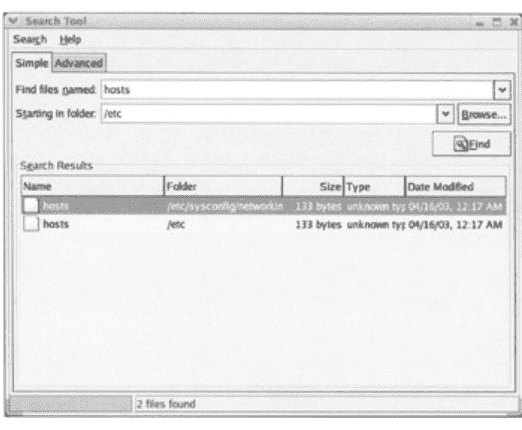 Search Tool
Search Help
Simple Advanced
Find files named: hosts
Starting in folder: /etc
Browse...
Find
Search Results
Name Folder Size Type Date Modified
hosts /etc/sysconfig/networkin 133 bytes unknown typ 04/16/03, 12:17 AM
hosts /etc 133 bytes unknown typ 04/16/03, 12:17 AM
2 files found